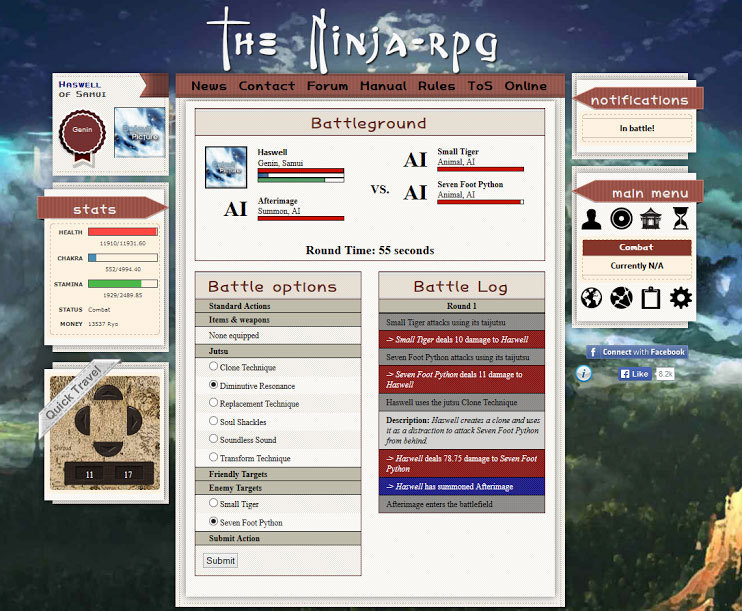 The Ninja-RPG
News Contact Forum Manual Rules ToS Online
Haswell
of Samui
Genin
Picture
stats
HEALTH
11910/11931.60
CHAKRA
552/4994.40
STAMINA
1929/2489.85
STATUS Combat
MONEY 13537 Ryo
Quick Travel
11 17
Battleground
Haswell
Genin, Samui
AI
Afterimage
Summon, AI
VS.
AI
Small Tiger
Animal, AI
AI
Seven Foot Python
Animal, AI
Round Time: 55 seconds
Battle options
Standard Actions
Items & weapons
None equipped
Jutsu
Clone Technique
Diminutive Resonance
Replacement Technique
Soul Shackles
Soundless Sound
Transform Technique
Friendly Targets
Enemy Targets
Small Tiger
Seven Foot Python
Submit Action
Submit
Battle Log
Round 1
Small Tiger attacks using its taijutsu
-> Small Tiger deals 10 damage to Haswell
Seven Foot Python attacks using its taijutsu
-> Seven Foot Python deals 11 damage to
Haswell
Haswell uses the jutsu Clone Technique
Description: Haswell creates a clone and uses
it as a distraction to attack Seven Foot Python
from behind.
-> Haswell deals 78.75 damage to Seven Foot
Python
-> Haswell has summoned Afterimage
Afterimage enters the battlefield
notifications
In battle!
main menu
Combat
Currently N/A
Connect with Facebook
Like 8.2k